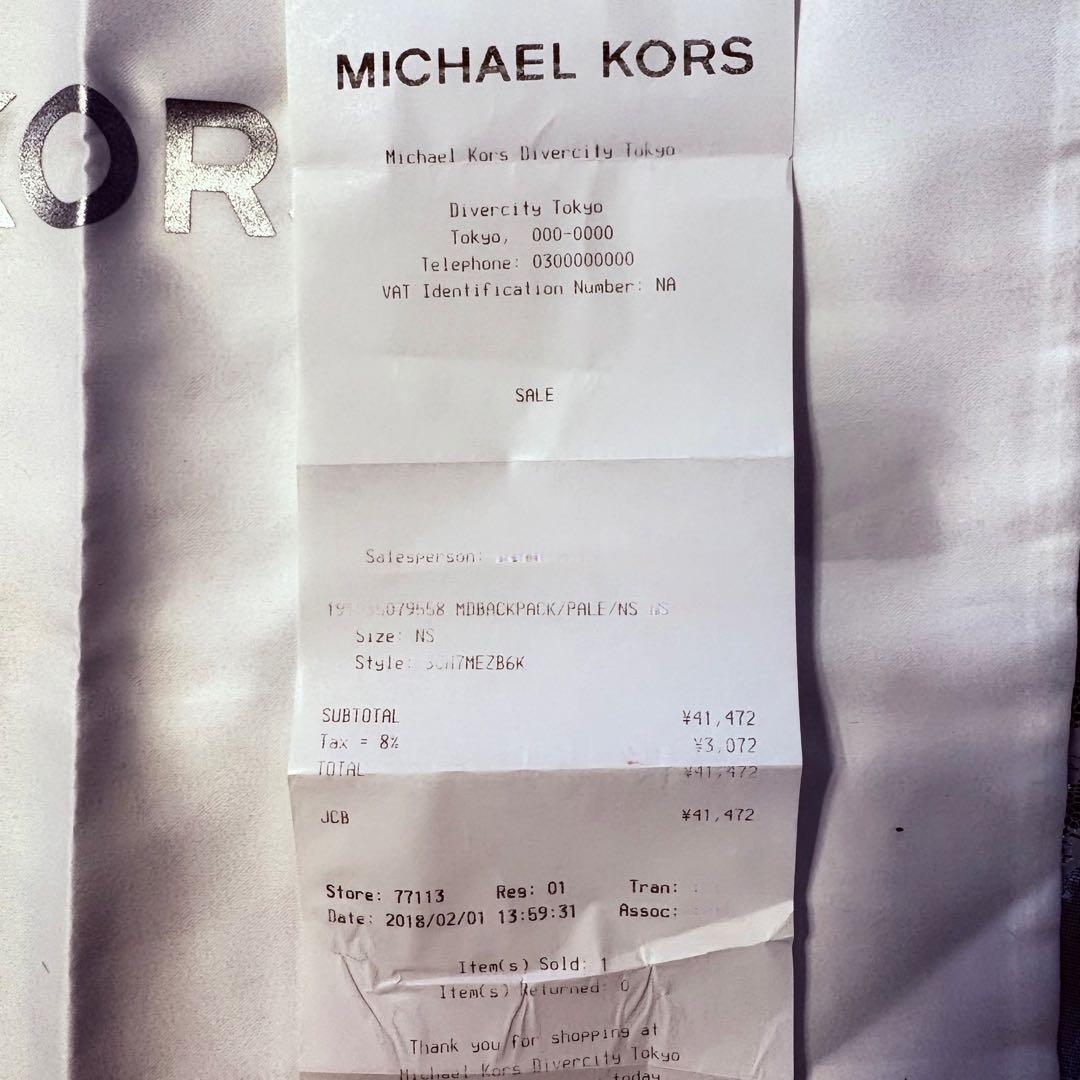 KOR
MICHAEL KORS
Michael Kors Divercity Tokyo
Divercity Tokyo
Tokyo, 000-0000
Telephone: 0300000000
VAT Identification Number: NA
SALE
Salesperson:
MDBACKPACK/PALE/NS NS
Size: NS
Style:
SUBTOTAL ¥41,472
Tax = 8% ¥3,072
TOTAL ¥41,472
JCB ¥41,472
Store: 77113 Reg: 01 Tran:
Date: 2018/02/01 13:59:31 Assoc:
Item(s) Sold: 1
Item(s) Returned: 0
Thank you for shopping at
Michael Kors Divercity Tokyo
today